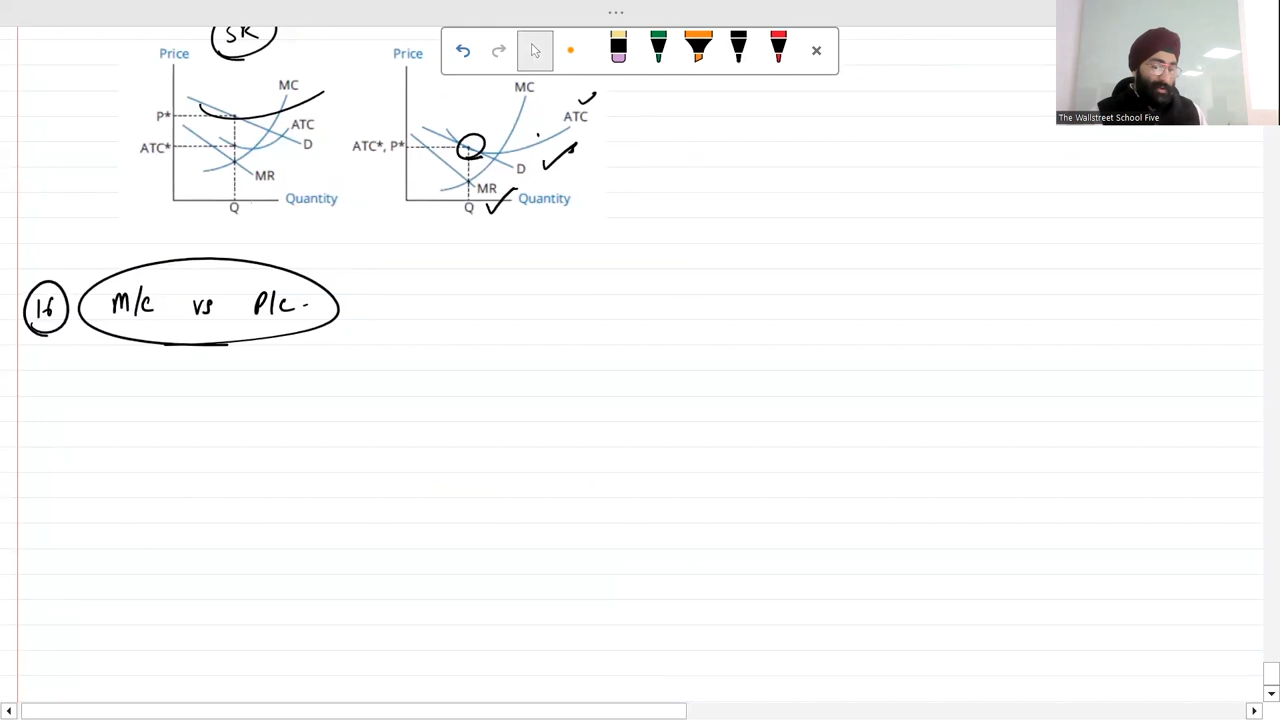 SR
Price Price
MC MC
ATC
P*
ATC
ATC* D ATC*, P*
D
MR MR
Quantity Quantity
Q Q
The Wallstreet School Five
16 M/C vs P/C -